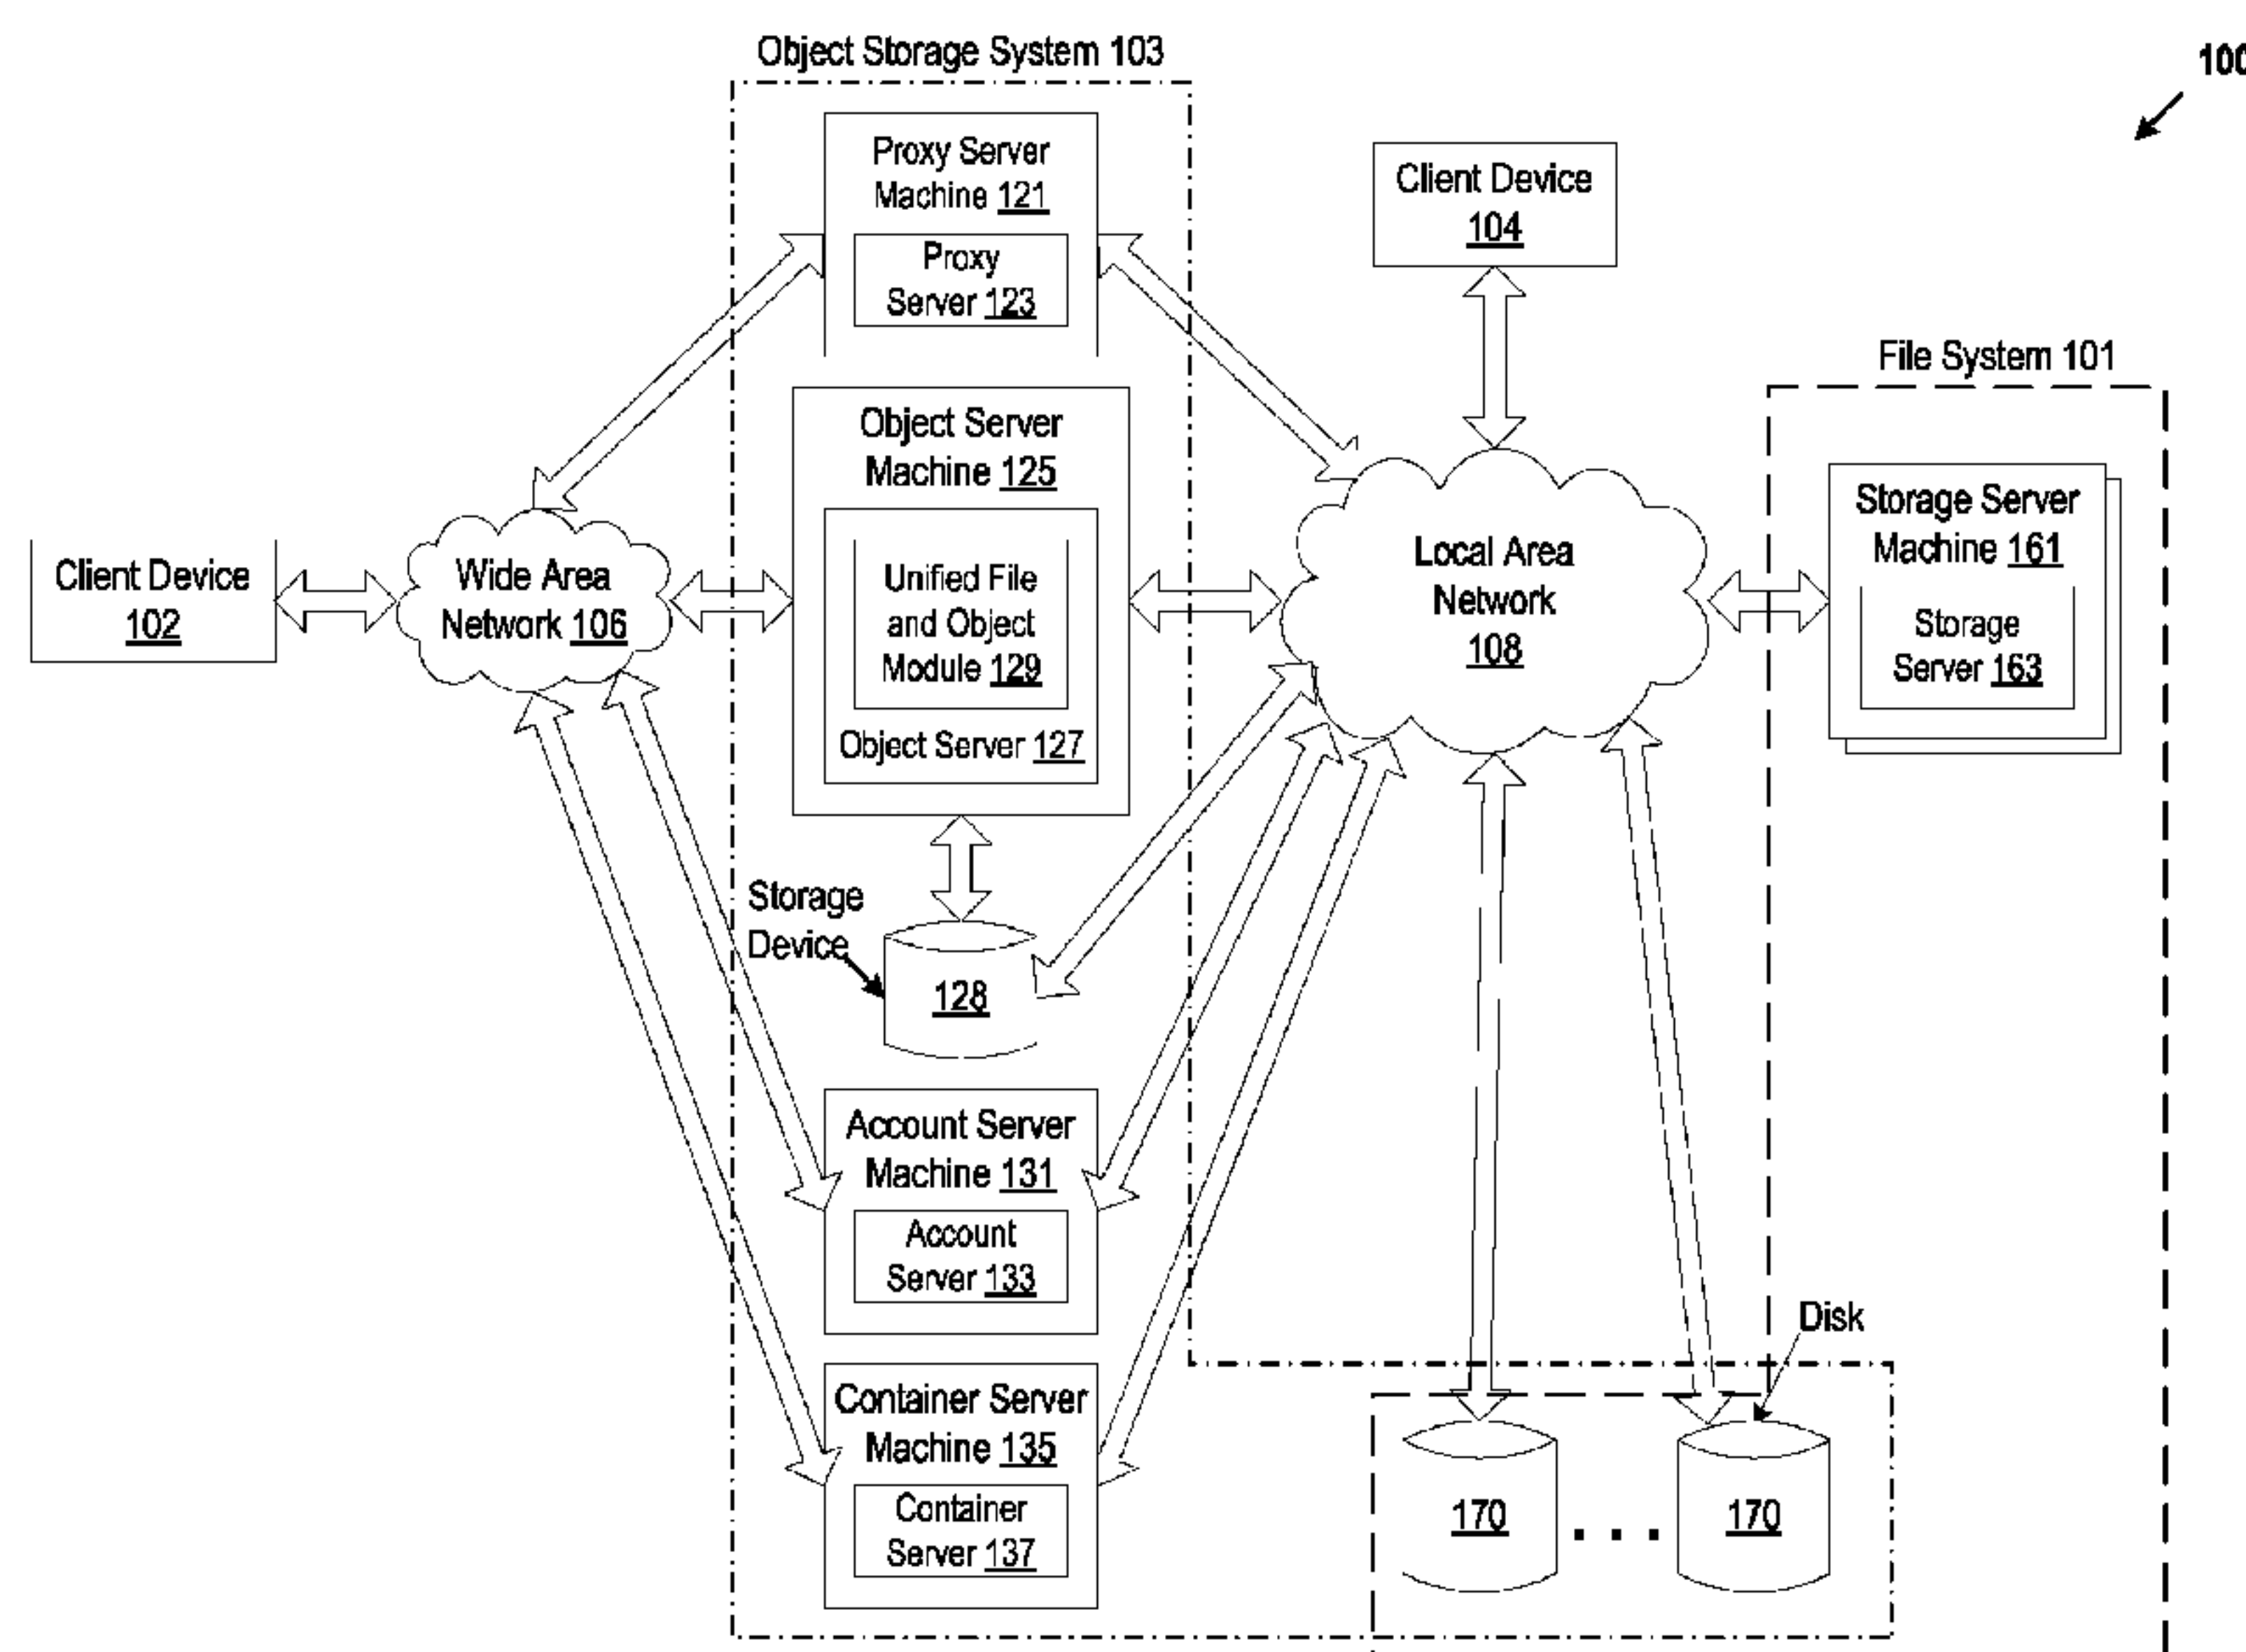 Object Storage System 103
100
Proxy Server
Machine 121
Proxy
Server 123
Client Device
104
File System 101
Object Server
Machine 125
Unified File
and Object
Module 129
Object Server 127
Client Device
102
Wide Area
Network 106
Local Area
Network
108
Storage Server
Machine 161
Storage
Server 163
Storage
Device
128
Account Server
Machine 131
Account
Server 133
Disk
Container Server
Machine 135
Container
Server 137
170
. . .
170